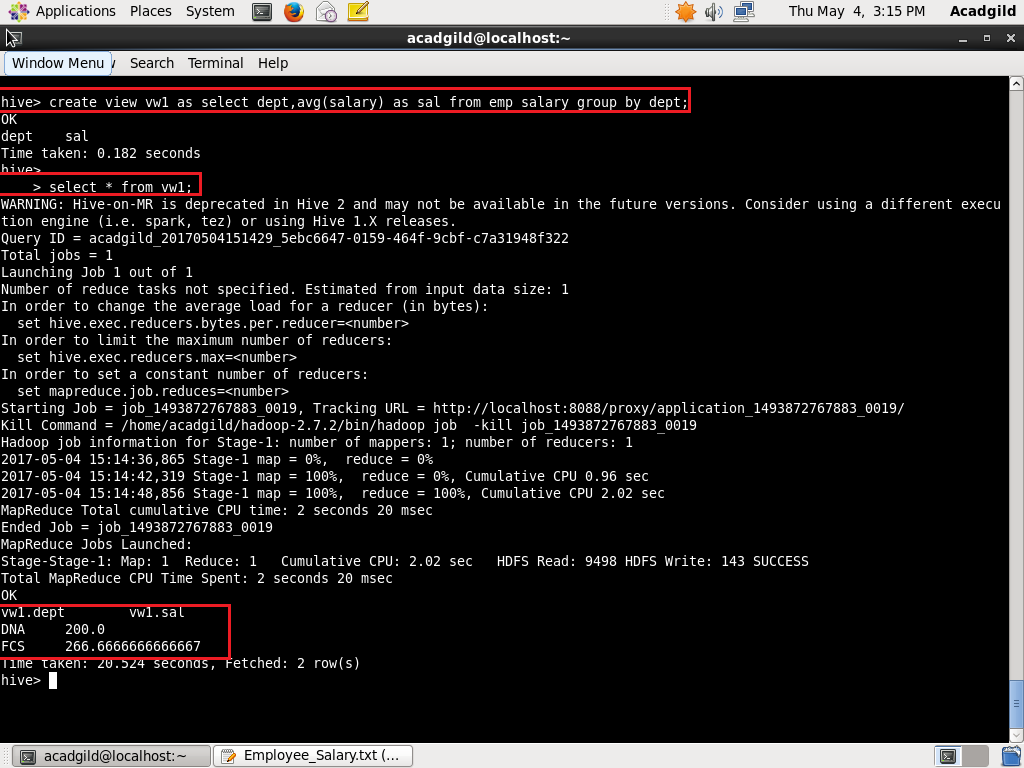 Applications Places System Thu May 4, 3:15 PM Acadgild
acadgild@localhost:~
Window Menu Search Terminal Help
hive> create view vw1 as select dept,avg(salary) as sal from emp salary group by dept;
OK
dept sal
Time taken: 0.182 seconds
hive>
> select * from vw1;
WARNING: Hive-on-MR is deprecated in Hive 2 and may not be available in the future versions. Consider using a different execu
tion engine (i.e. spark, tez) or using Hive 1.X releases.
Query ID = acadgild_20170504151429_5ebc6647-0159-464f-9cbf-c7a31948f322
Total jobs = 1
Launching Job 1 out of 1
Number of reduce tasks not specified. Estimated from input data size: 1
In order to change the average load for a reducer (in bytes):
set hive.exec.reducers.bytes.per.reducer=<number>
In order to limit the maximum number of reducers:
set hive.exec.reducers.max=<number>
In order to set a constant number of reducers:
set mapreduce.job.reduces=<number>
Starting Job = job_1493872767883_0019, Tracking URL = http://localhost:8088/proxy/application_1493872767883_0019/
Kill Command = /home/acadgild/hadoop-2.7.2/bin/hadoop job -kill job_1493872767883_0019
Hadoop job information for Stage-1: number of mappers: 1; number of reducers: 1
2017-05-04 15:14:36,865 Stage-1 map = 0%, reduce = 0%
2017-05-04 15:14:42,319 Stage-1 map = 100%, reduce = 0%, Cumulative CPU 0.96 sec
2017-05-04 15:14:48,856 Stage-1 map = 100%, reduce = 100%, Cumulative CPU 2.02 sec
MapReduce Total cumulative CPU time: 2 seconds 20 msec
Ended Job = job_1493872767883_0019
MapReduce Jobs Launched:
Stage-Stage-1: Map: 1 Reduce: 1 Cumulative CPU: 2.02 sec HDFS Read: 9498 HDFS Write: 143 SUCCESS
Total MapReduce CPU Time Spent: 2 seconds 20 msec
OK
vw1.dept vw1.sal
DNA 200.0
FCS 266.6666666666667
Time taken: 20.524 seconds, Fetched: 2 row(s)
hive>
acadgild@localhost:~ Employee_Salary.txt (...